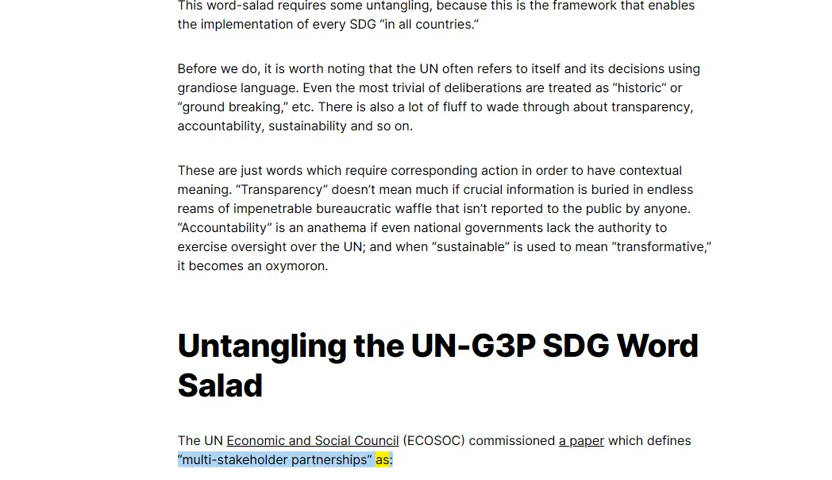 This word-salad requires some untangling, because this is the framework that enables
the implementation of every SDG “in all countries.”
Before we do, it is worth noting that the UN often refers to itself and its decisions using
grandiose language. Even the most trivial of deliberations are treated as “historic” or
“ground breaking,” etc. There is also a lot of fluff to wade through about transparency,
accountability, sustainability and so on.
These are just words which require corresponding action in order to have contextual
meaning. “Transparency” doesn’t mean much if crucial information is buried in endless
reams of impenetrable bureaucratic waffle that isn’t reported to the public by anyone.
“Accountability” is an anathema if even national governments lack the authority to
exercise oversight over the UN; and when “sustainable” is used to mean “transformative,”
it becomes an oxymoron.
Untangling the UN-G3P SDG Word
Salad
The UN Economic and Social Council (ECOSOC) commissioned a paper which defines
“multi-stakeholder partnerships” as: